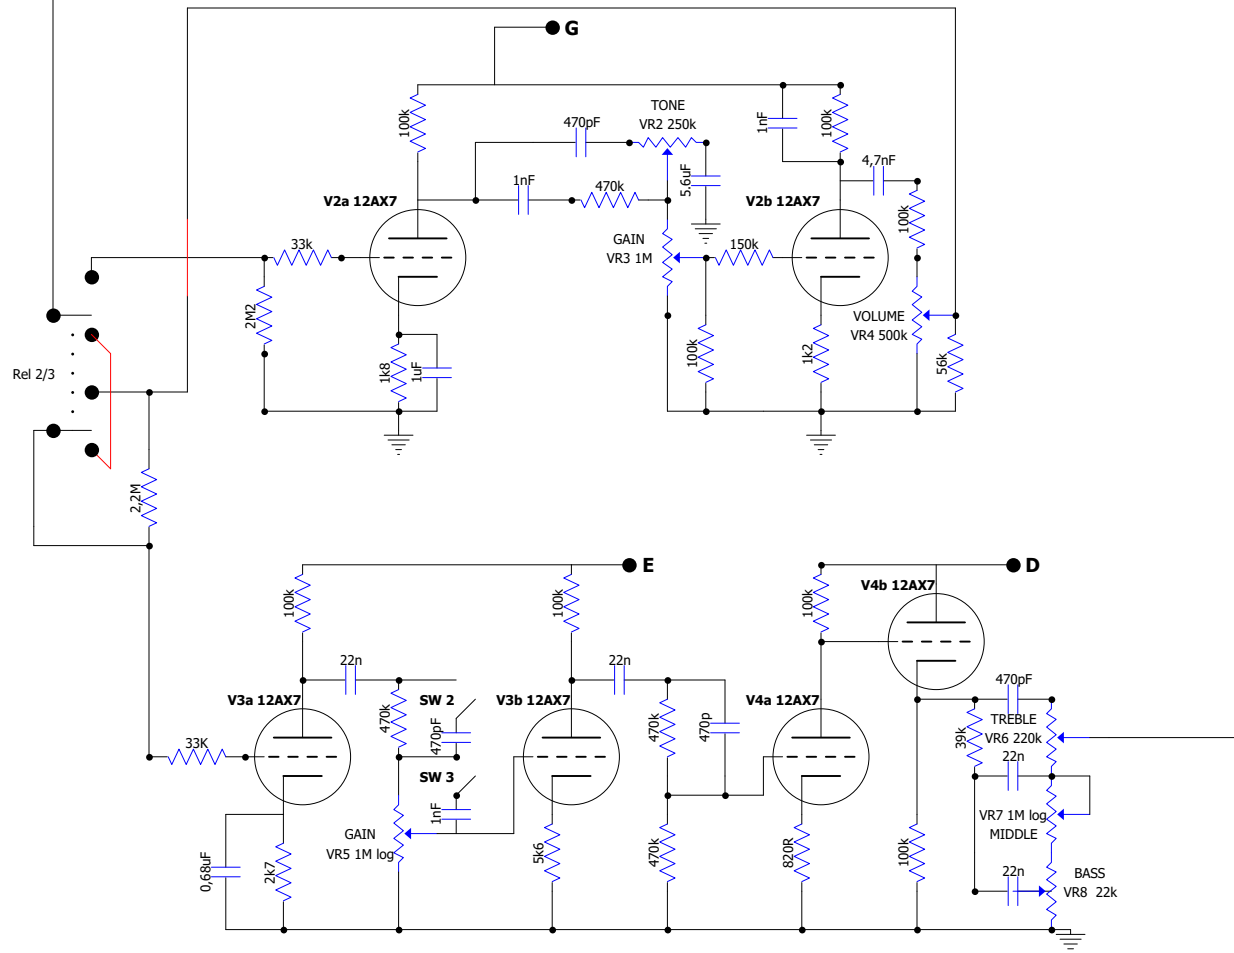 G
100k
470pF
TONE
VR2 250k
1nF
100k
5.6uF
4,7nF
1nF
470k
V2a 12AX7
V2b 12AX7
100k
33k
GAIN
VR3 1M
150k
2M2
VOLUME
VR4 500k
1k8
1uF
100k
1k2
56k
Rel 2/3
2,2M
E
D
100k
100k
100k
V4b 12AX7
22n
22n
470pF
V3a 12AX7
SW 2
V3b 12AX7
V4a 12AX7
470k
470pF
470k
470p
39k
TREBLE
VR6 220k
33K
22n
SW 3
1nF
GAIN
VR5 1M log
VR7 1M log
MIDDLE
0,68uF
2k7
5k6
470k
820R
100k
22n
BASS
VR8 22k